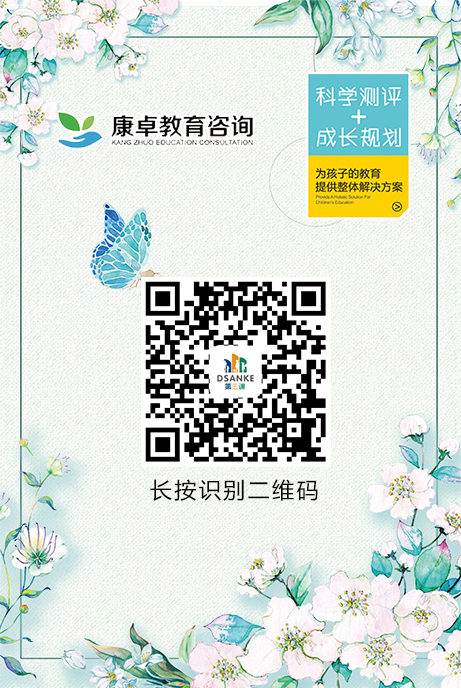 康卓教育咨询
KANG ZHUO EDUCATION CONSULTATION
科学测评
+
成长规划
为孩子的教育
提供整体解决方案
Provide A Holistic Solution For
Children's Education
DSANKE
第三课
长按识别二维码